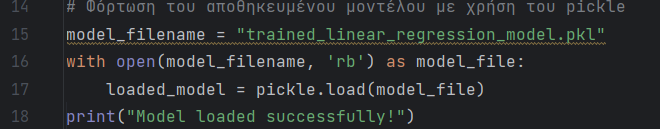 14 # Φόρτωση του αποθηκευμένου μοντέλου με χρήση του pickle
15 model_filename = "trained_linear_regression_model.pkl"
16 with open(model_filename, 'rb') as model_file:
17     loaded_model = pickle.load(model_file)
18 print("Model loaded successfully!")